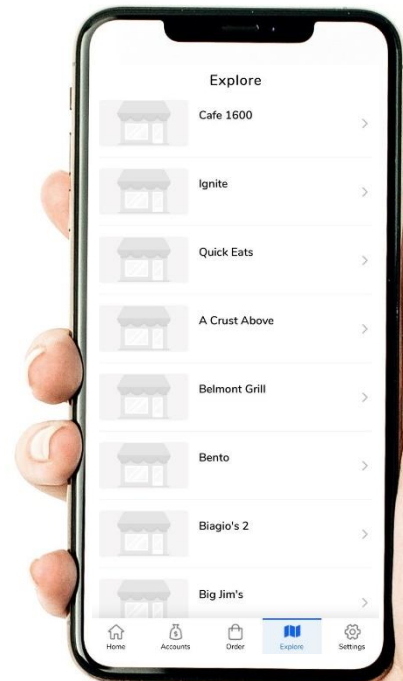 Explore
Cafe 1600
Ignite
Quick Eats
A Crust Above
Belmont Grill
Bento
Biagio's 2
Big Jim's
Home Accounts Order Explore Settings